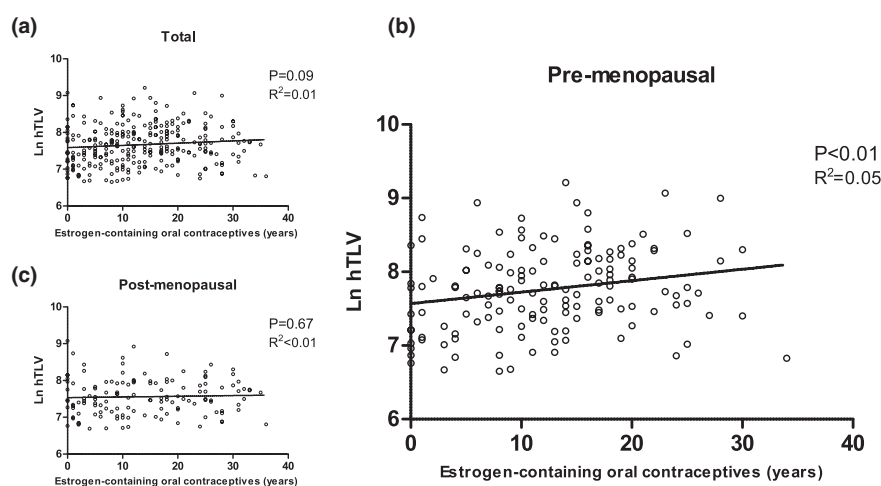 (a)
Total
P=0.09
R²=0.01
10
9
8
7
6
Ln hTLV
0
10
20
30
40
Estrogen-containing oral contraceptives (years)
(b)
Pre-menopausal
P<0.01
R²=0.05
10
9
8
7
6
Ln hTLV
0
10
20
30
40
Estrogen-containing oral contraceptives (years)
(c)
Post-menopausal
P=0.67
R²<0.01
10
9
8
7
6
Ln hTLV
0
10
20
30
40
Estrogen-containing oral contraceptives (years)